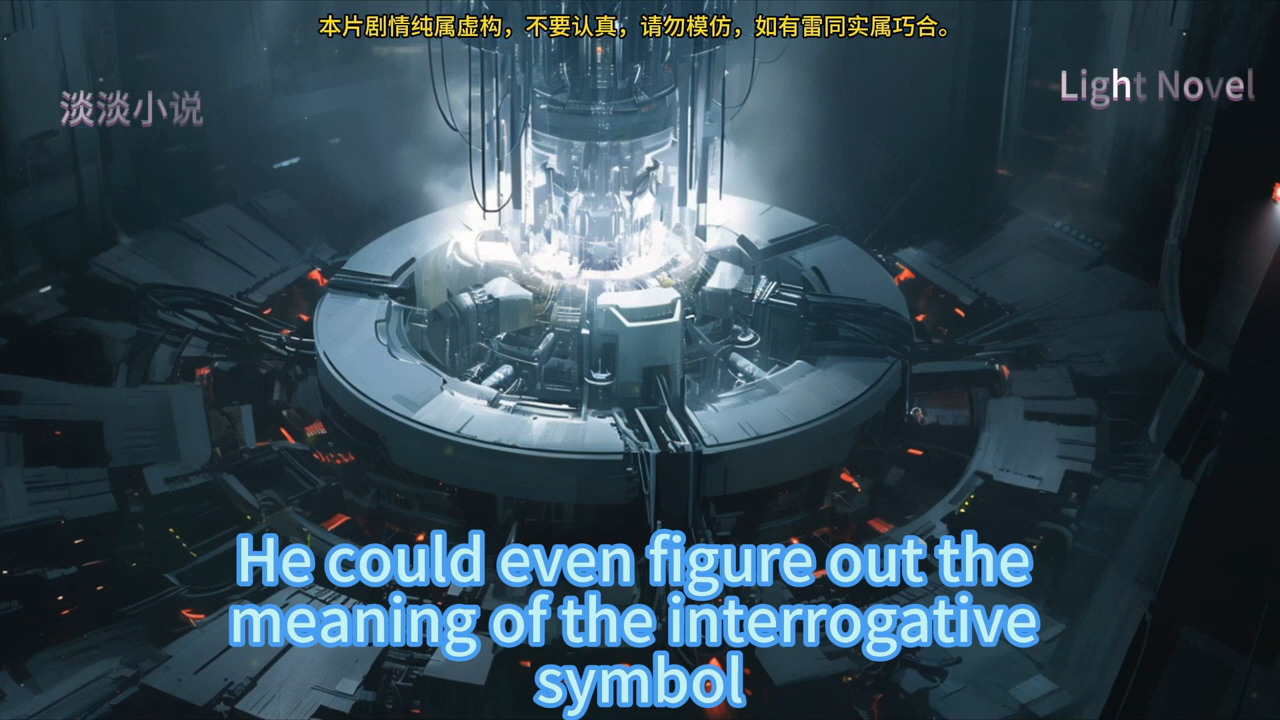 本片剧情纯属虚构，不要认真，请勿模仿，如有雷同实属巧合。
淡淡小说
Light Novel
He could even figure out the
meaning of the interrogative
symbol